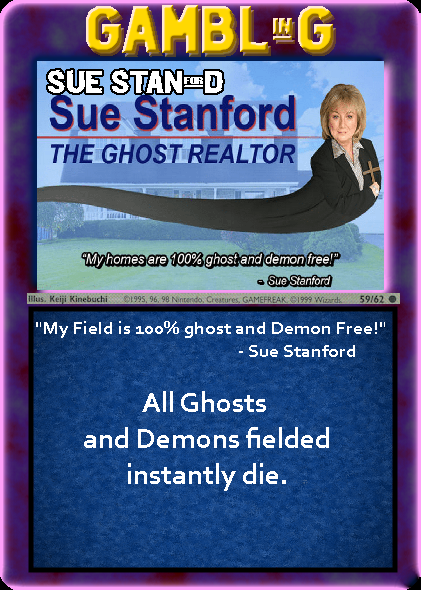 GAMBLING
SUE STANFORD
Sue Stanford
THE GHOST REALTOR
"My homes are 100% ghost and demon free!"
- Sue Stanford
Illus. Keiji Kinebuchi ©1995, 96, 98 Nintendo, Creatures, GAMEFREAK. ©1999 Wizards. 59/62 ●
"My Field is 100% ghost and Demon Free!"
- Sue Stanford
All Ghosts
and Demons fielded
instantly die.